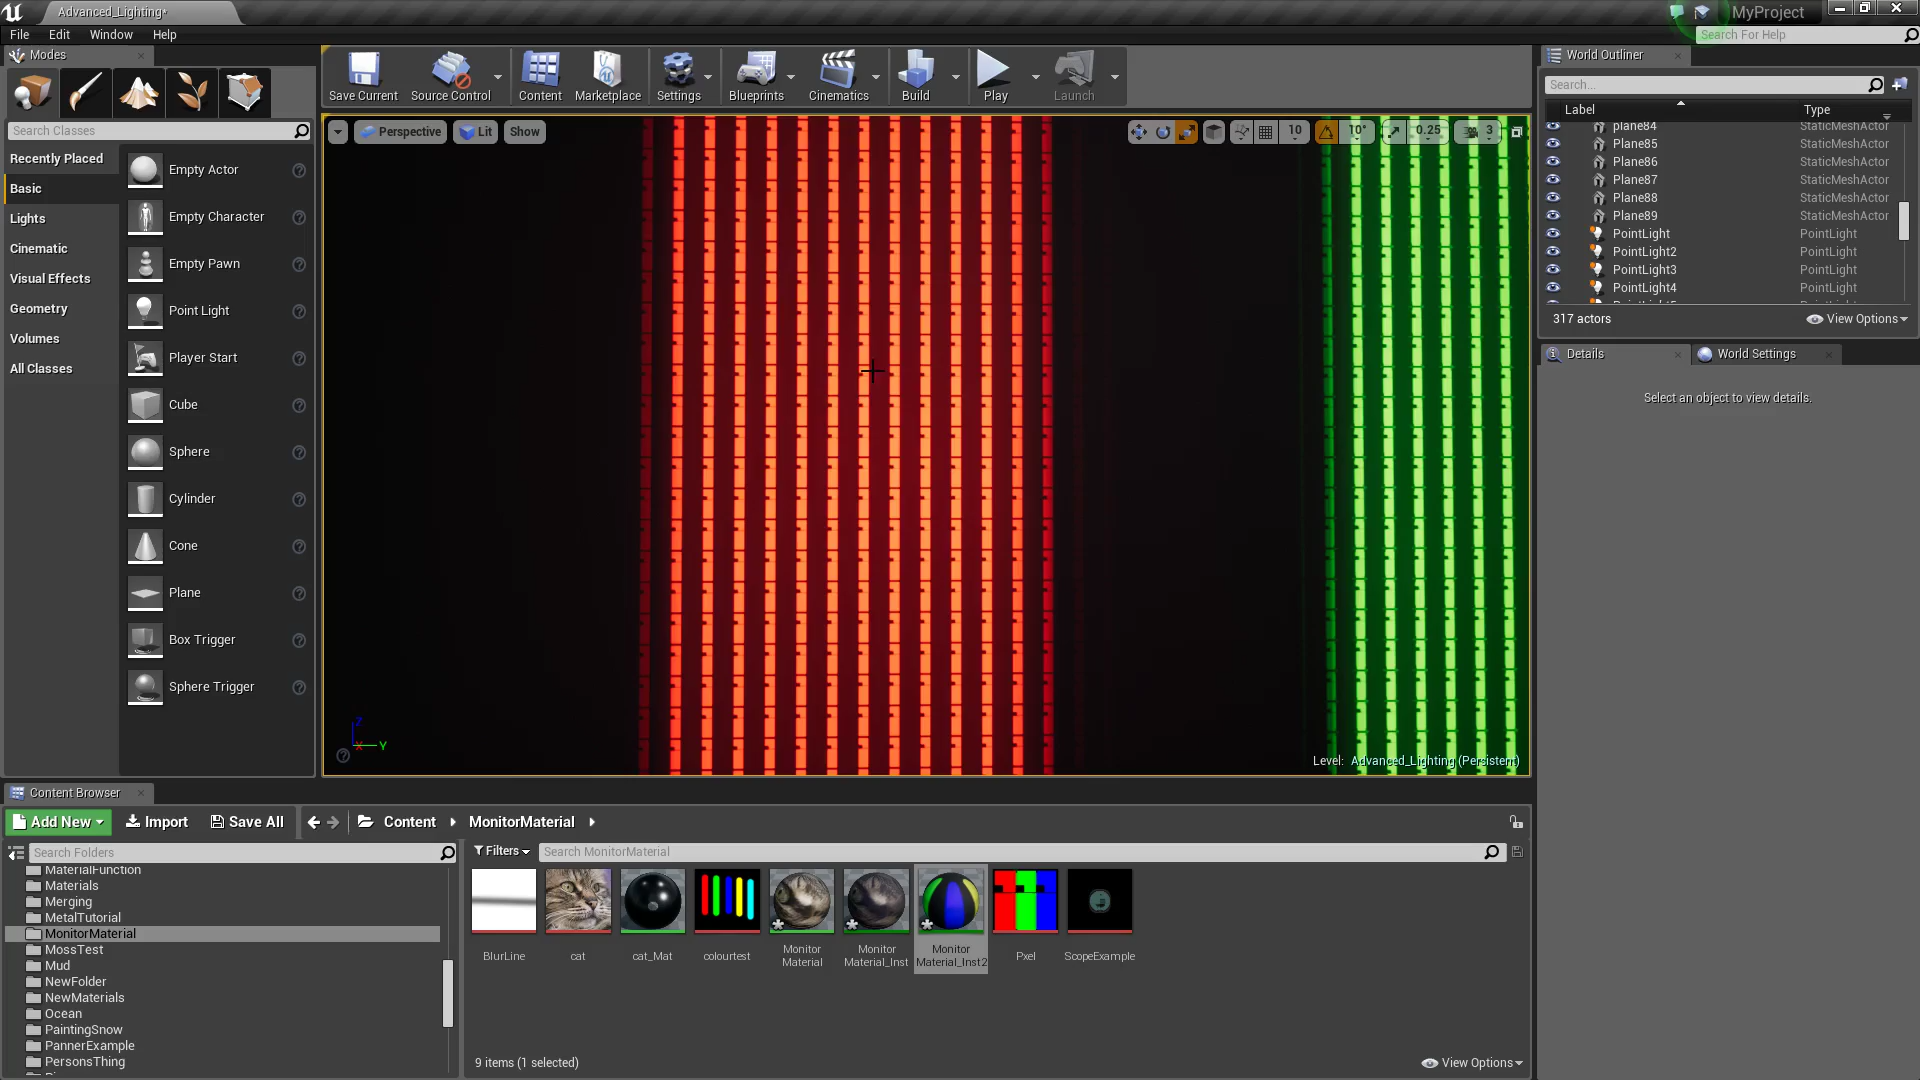 Advanced_Lighting*
MyProject
File Edit Window Help
Search For Help
Modes
Search Classes
Recently Placed
Basic
Lights
Cinematic
Visual Effects
Geometry
Volumes
All Classes
Empty Actor
Empty Character
Empty Pawn
Point Light
Player Start
Cube
Sphere
Cylinder
Cone
Plane
Box Trigger
Sphere Trigger
Save Current
Source Control
Content
Marketplace
Settings
Blueprints
Cinematics
Build
Play
Launch
Perspective Lit Show
10 10° 0.25 3
Z
X Y
Level: Advanced_Lighting (Persistent)
World Outliner
Search...
Label Type
plane84 StaticMeshActor
Plane85 StaticMeshActor
Plane86 StaticMeshActor
Plane87 StaticMeshActor
Plane88 StaticMeshActor
Plane89 StaticMeshActor
PointLight PointLight
PointLight2 PointLight
PointLight3 PointLight
PointLight4 PointLight
317 actors View Options
Details World Settings
Select an object to view details.
Content Browser
Add New Import Save All Content MonitorMaterial
Search Folders
MaterialFunction
Materials
Merging
MetalTutorial
MonitorMaterial
MossTest
Mud
NewFolder
NewMaterials
Ocean
PaintingSnow
PannerExample
PersonsThing
Filters Search MonitorMaterial
BlurLine
cat
cat_Mat
colourtest
Monitor
Material
Monitor
Material_Inst
Monitor
Material_Inst2
Pxel
ScopeExample
9 items (1 selected) View Options